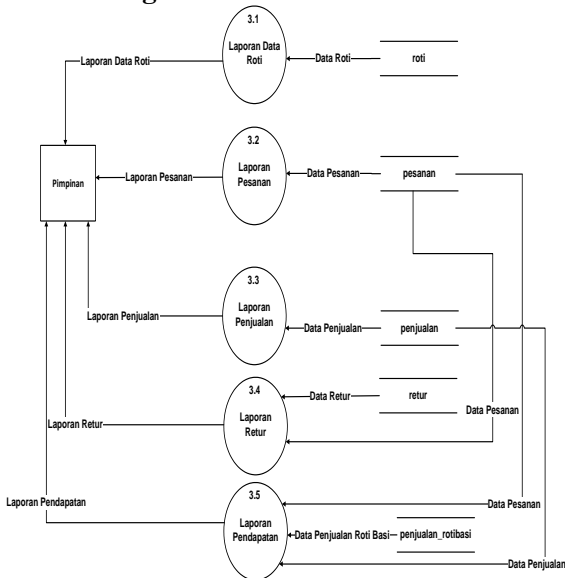 3.1
Laporan Data
Roti
Laporan Data Roti
Data Roti
roti
3.2
Laporan
Pesanan
Pimpinan
Laporan Pesanan
Data Pesanan
pesanan
3.3
Laporan
Penjualan
Laporan Penjualan
Data Penjualan
penjualan
3.4
Laporan
Retur
Laporan Retur
Data Retur
retur
Data Pesanan
3.5
Laporan
Pendapatan
Laporan Pendapatan
Data Pesanan
Data Penjualan Roti Basi
penjualan_rotibasi
Data Penjualan